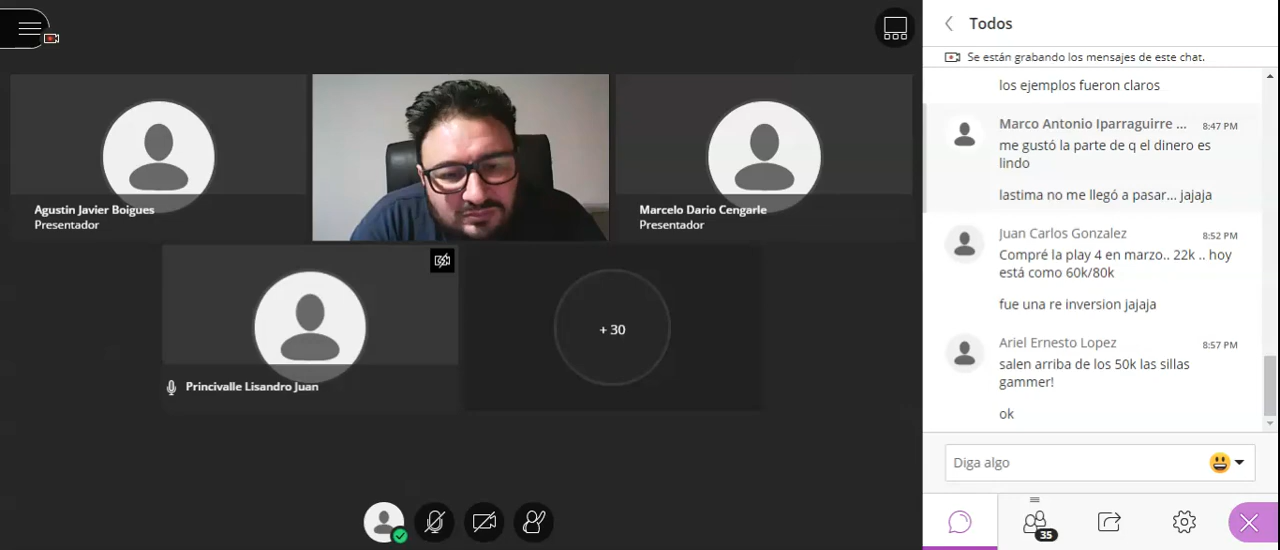 Agustin Javier Boigues
Presentador
Marcelo Dario Cengarle
Presentador
Princivalle Lisandro Juan
+ 30
Todos
Se están grabando los mensajes de este chat.
los ejemplos fueron claros
Marco Antonio Iparraguirre ... 8:47 PM
me gustó la parte de q el dinero es
lindo
lastima no me llegó a pasar... jajaja
Juan Carlos Gonzalez 8:52 PM
Compré la play 4 en marzo.. 22k .. hoy
está como 60k/80k
fue una re inversion jajaja
Ariel Ernesto Lopez 8:57 PM
salen arriba de los 50k las sillas
gammer!
ok
Diga algo
35